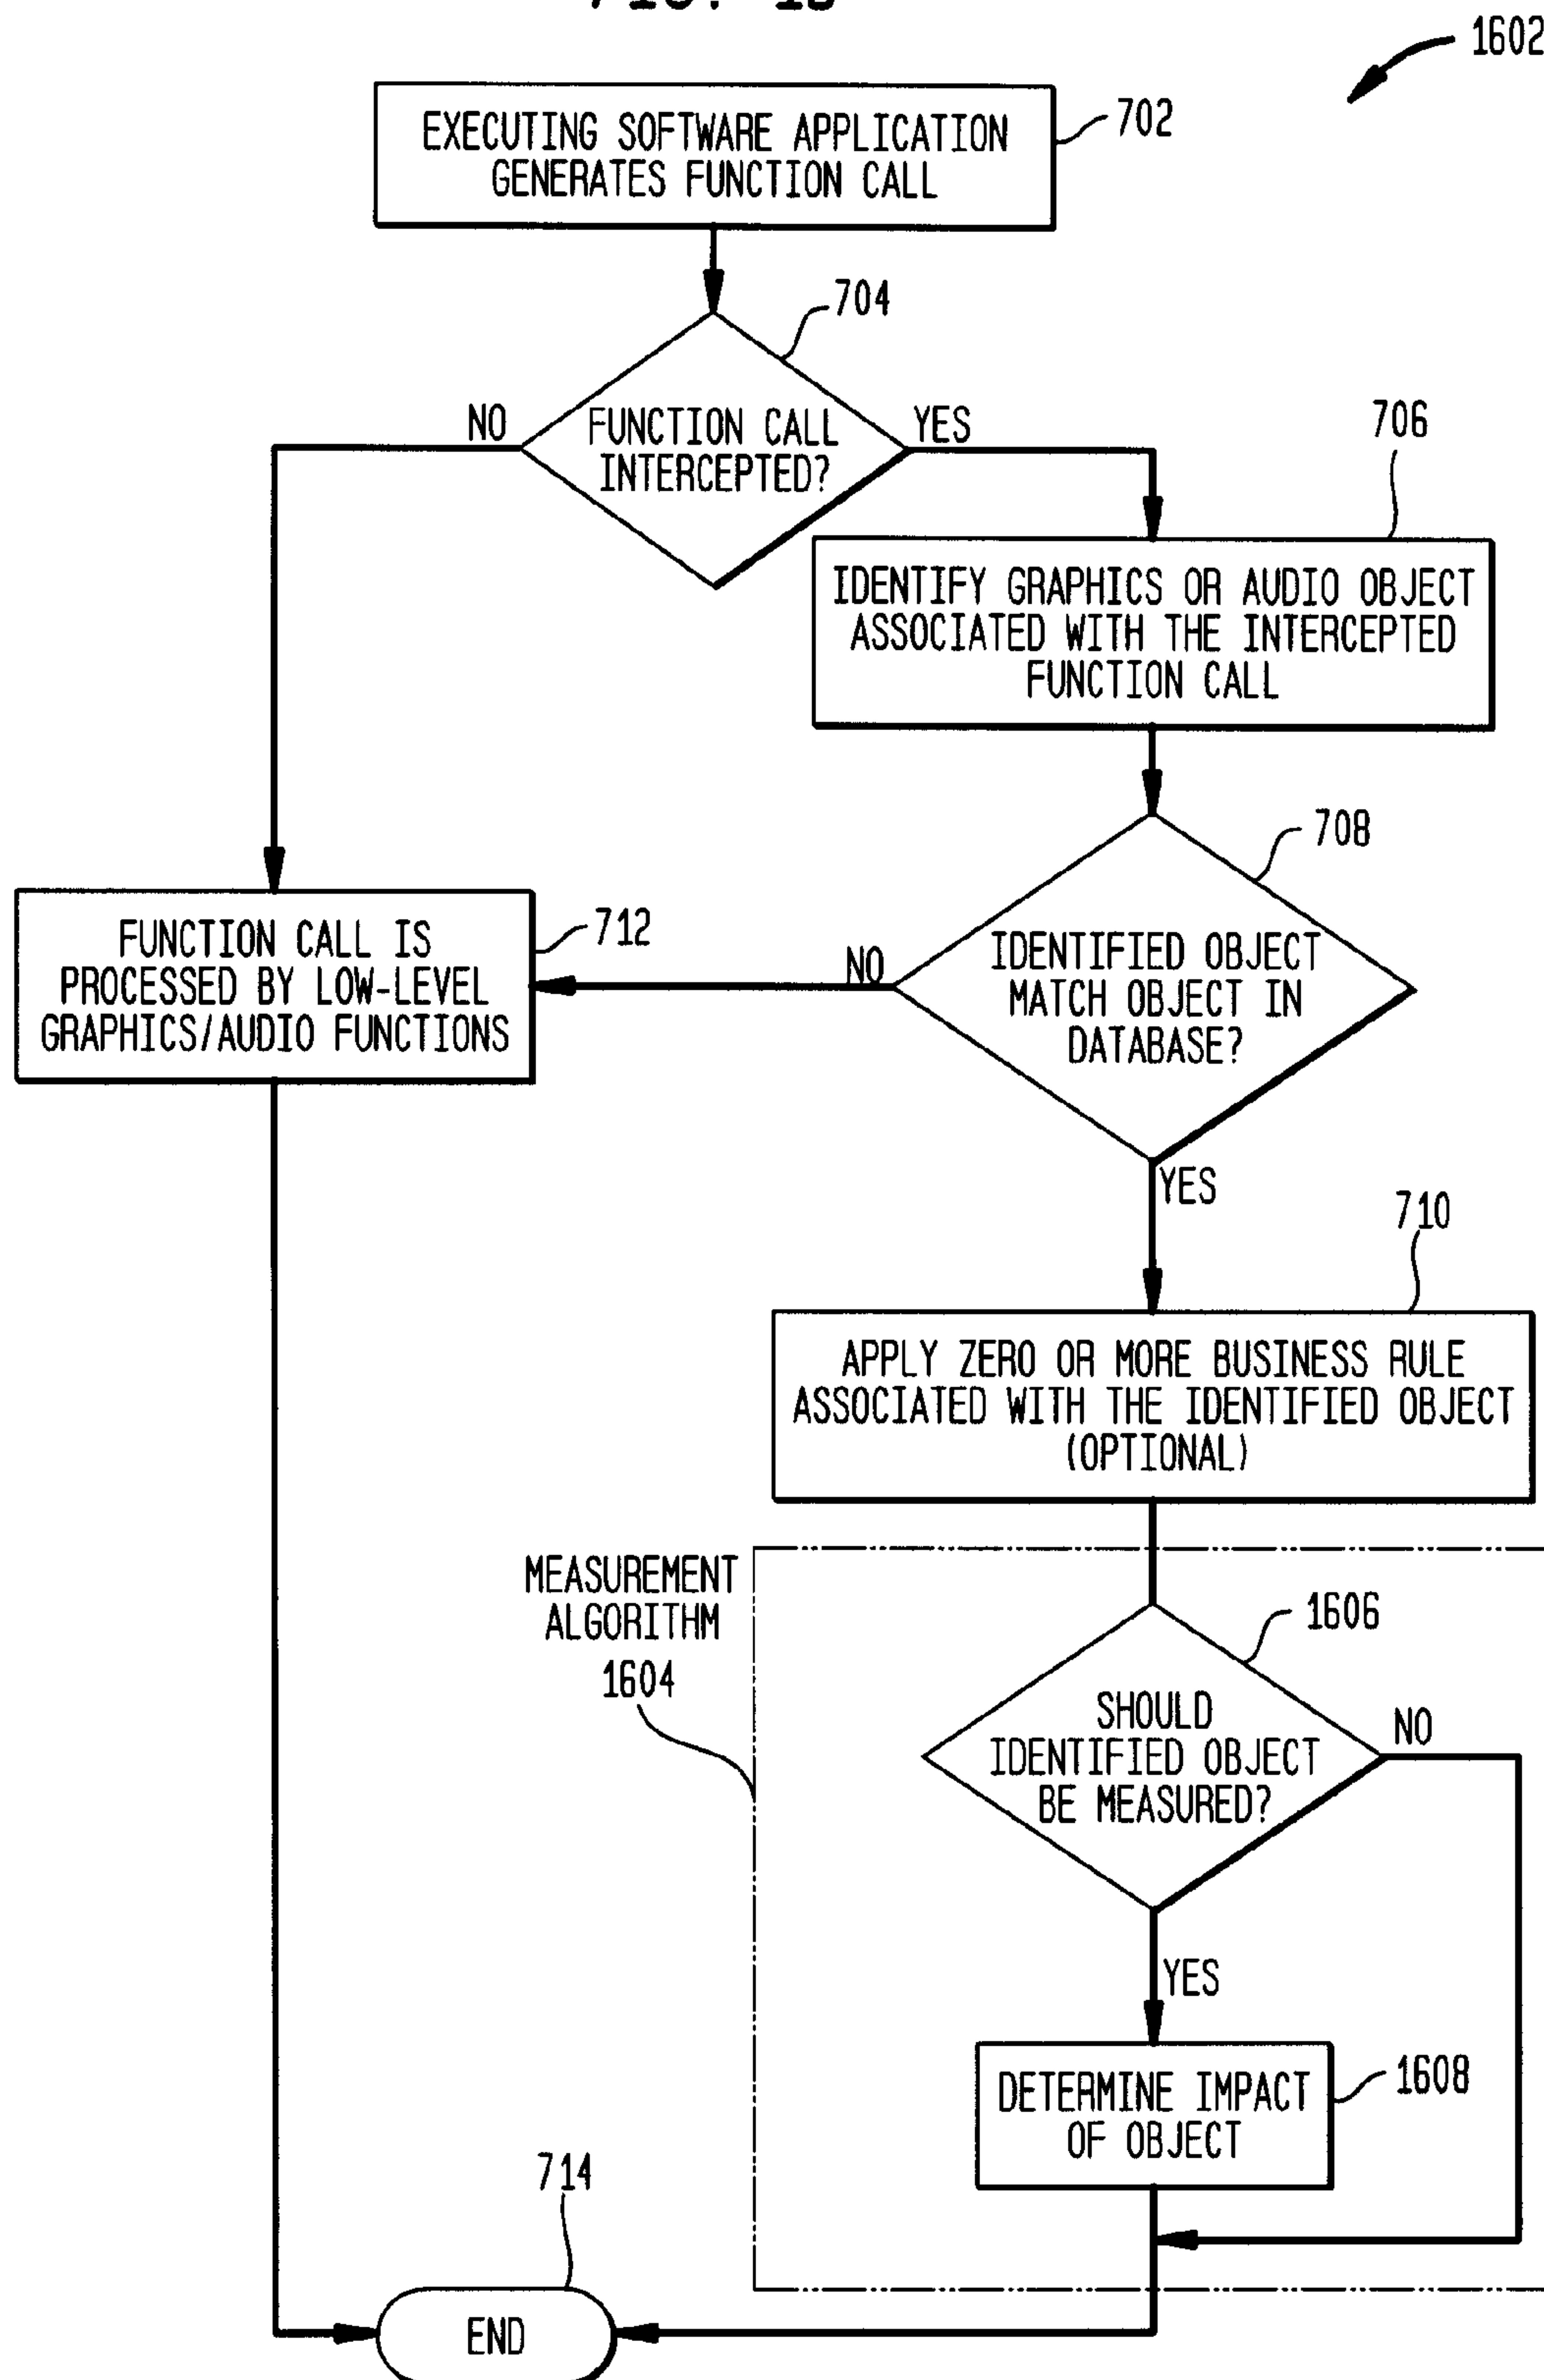 1602
EXECUTING SOFTWARE APPLICATION
GENERATES FUNCTION CALL
702
704
NO
FUNCTION CALL
INTERCEPTED?
YES
706
IDENTIFY GRAPHICS OR AUDIO OBJECT
ASSOCIATED WITH THE INTERCEPTED
FUNCTION CALL
708
FUNCTION CALL IS
PROCESSED BY LOW-LEVEL
GRAPHICS/AUDIO FUNCTIONS
712
NO
IDENTIFIED OBJECT
MATCH OBJECT IN
DATABASE?
YES
710
APPLY ZERO OR MORE BUSINESS RULE
ASSOCIATED WITH THE IDENTIFIED OBJECT
(OPTIONAL)
MEASUREMENT
ALGORITHM
1604
1606
SHOULD
IDENTIFIED OBJECT
BE MEASURED?
NO
YES
DETERMINE IMPACT
OF OBJECT
1608
714
END